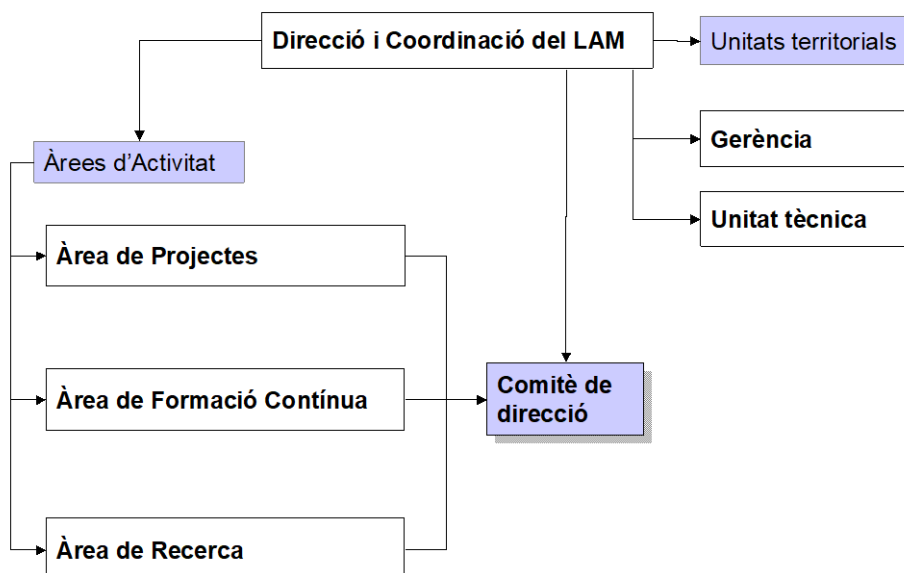 Direcció i Coordinació del LAM
Unitats territorials
Gerència
Àrees d’Activitat
Unitat tècnica
Àrea de Projectes
Àrea de Formació Contínua
Comitè de
direcció
Àrea de Recerca